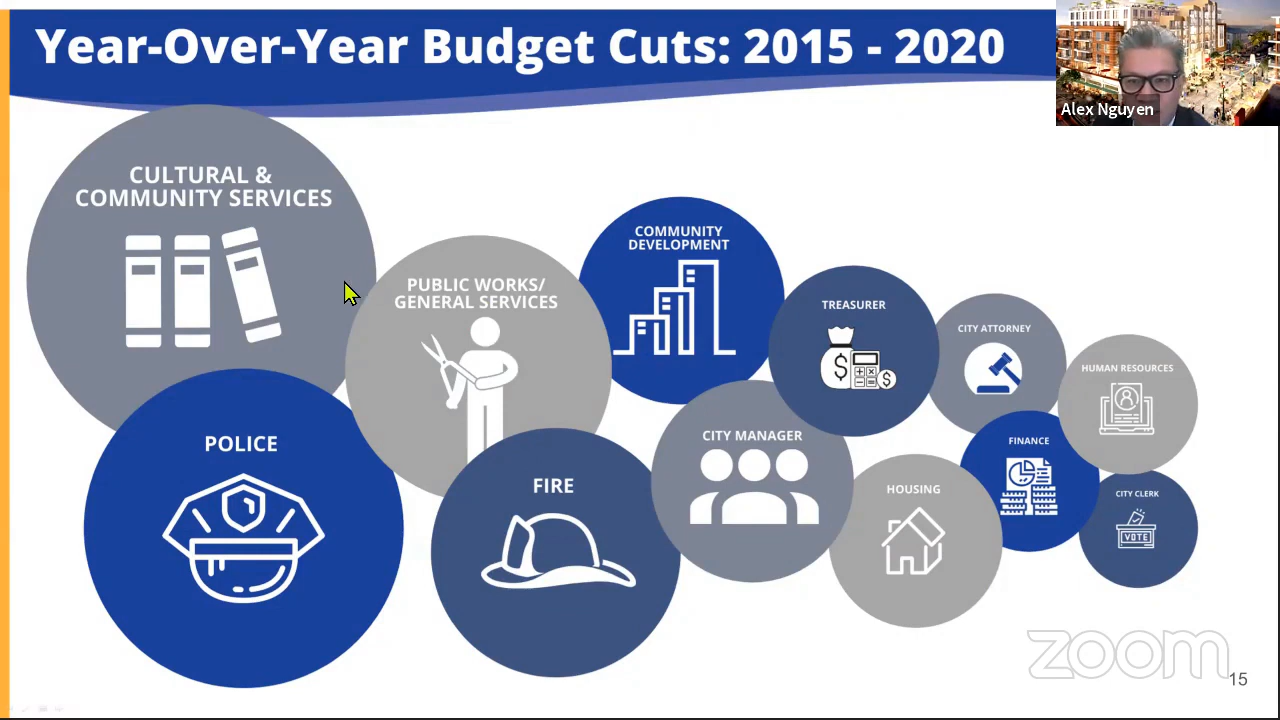 Year-Over-Year Budget Cuts: 2015 - 2020
Alex Nguyen
CULTURAL &
COMMUNITY SERVICES
PUBLIC WORKS/
GENERAL SERVICES
COMMUNITY
DEVELOPMENT
TREASURER
CITY ATTORNEY
HUMAN RESOURCES
POLICE
FIRE
CITY MANAGER
HOUSING
FINANCE
CITY CLERK
VOTE
zoom
15